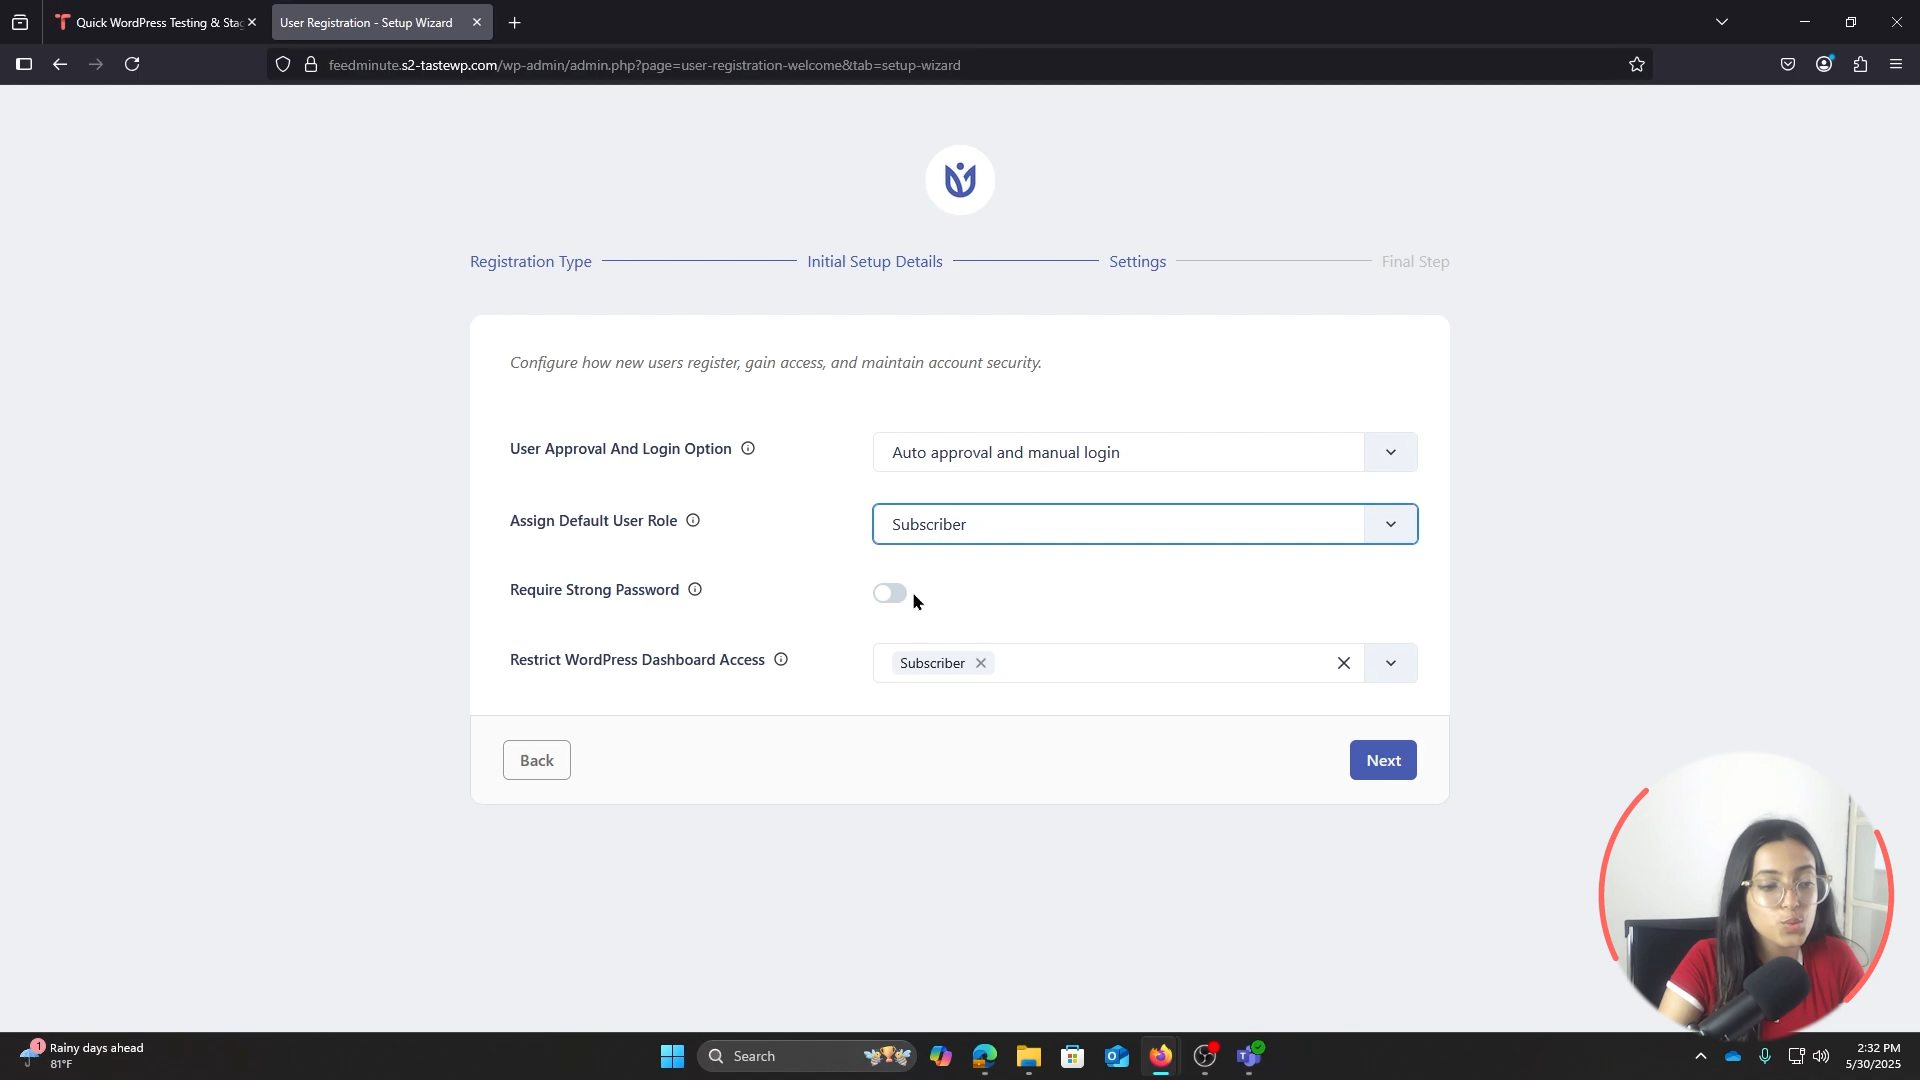 Quick WordPress Testing & Sta
User Registration - Setup Wizard
feedminute.s2-tastewp.com/wp-admin/admin.php?page=user-registration-welcome&tab=setup-wizard
Registration Type
Initial Setup Details
Settings
Final Step
Configure how new users register, gain access, and maintain account security.
User Approval And Login Option
Auto approval and manual login
Assign Default User Role
Subscriber
Require Strong Password
Restrict WordPress Dashboard Access
Subscriber
Back
Next
1
Rainy days ahead
81°F
Search
2:32 PM
5/30/2025